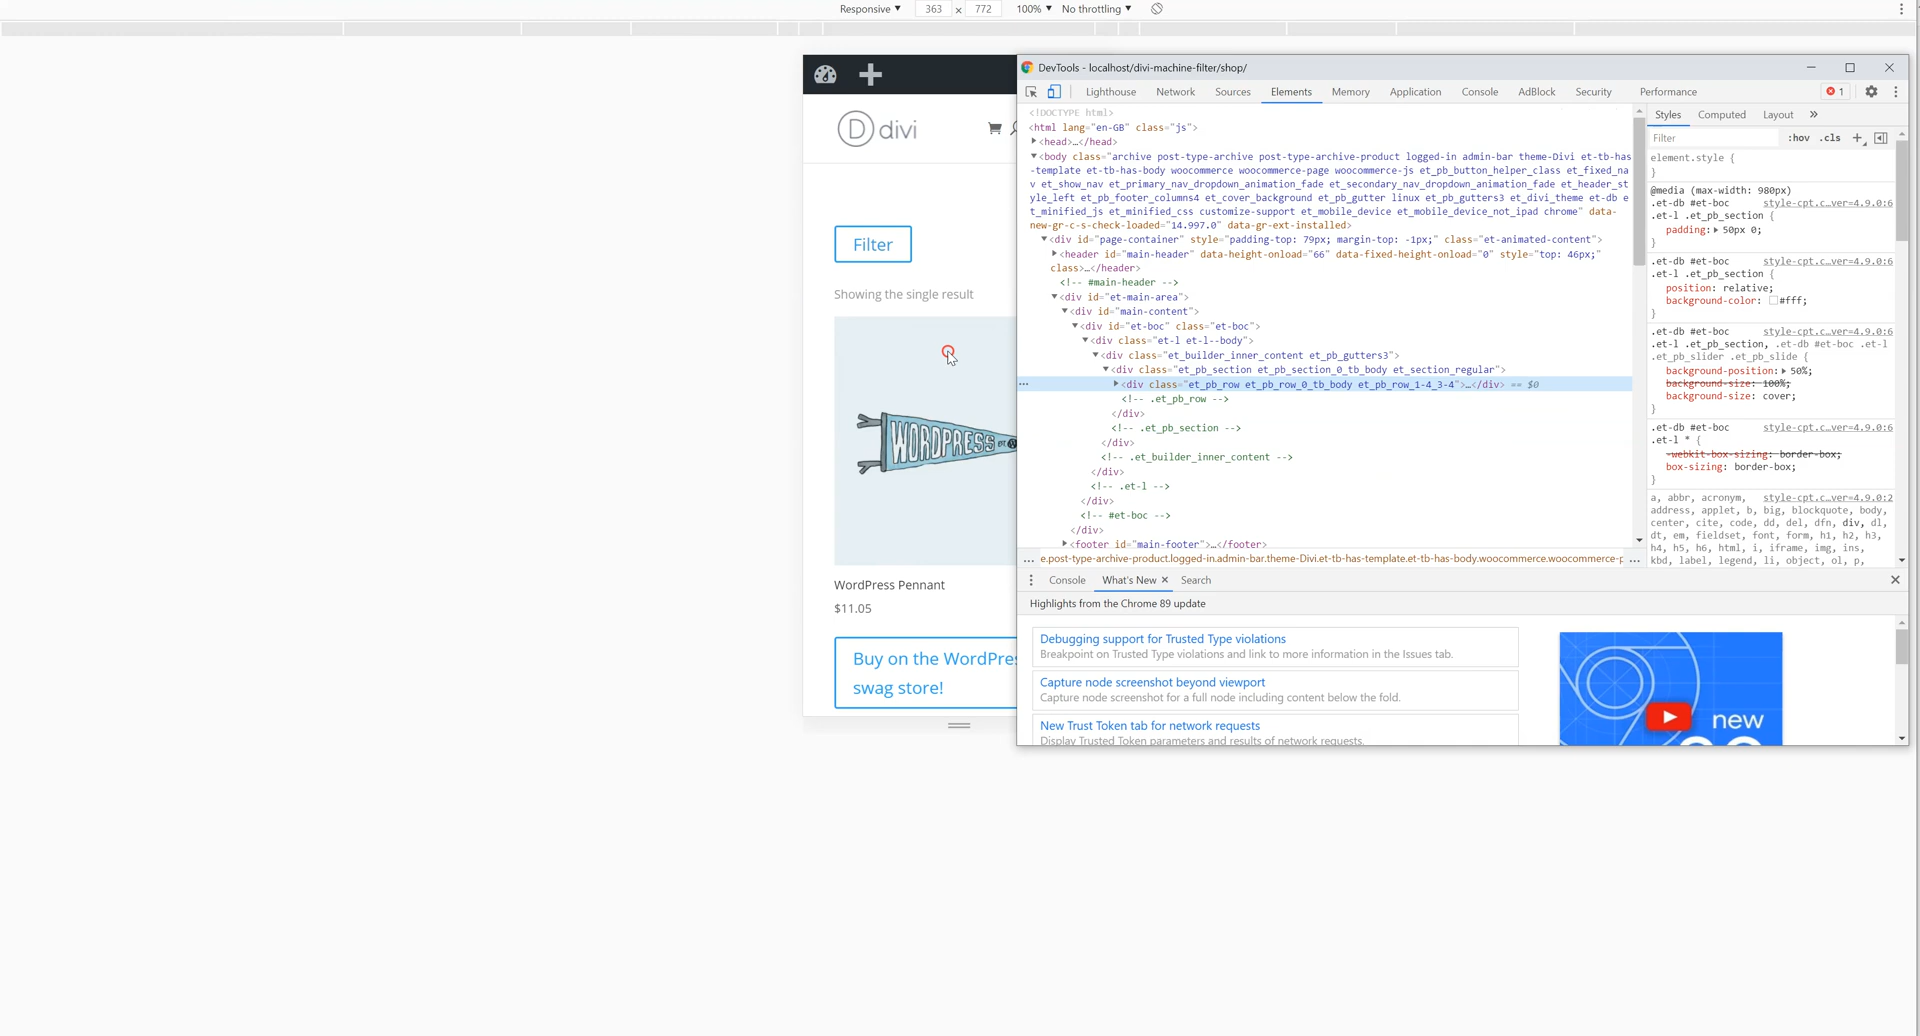 Responsive ▼ 363 × 772 100% ▼ No throttling ▼
DevTools - localhost/divi-machine-filter/shop/
Lighthouse Network Sources Elements Memory Application Console AdBlock Security Performance 1
divi
Filter
Showing the single result
WORDPRESS
WordPress Pennant
$11.05
Buy on the WordPres
swag store!
<!DOCTYPE html>
<html lang="en-GB" class="js">
▶<head>…</head>
▼<body class="archive post-type-archive post-type-archive-product logged-in admin-bar theme-Divi et-tb-has
-template et-tb-has-body woocommerce woocommerce-page woocommerce-js et_pb_button_helper_class et_fixed_na
v et_show_nav et_primary_nav_dropdown_animation_fade et_secondary_nav_dropdown_animation_fade et_header_st
yle_left et_pb_footer_columns4 et_cover_background et_pb_gutter linux et_pb_gutters3 et_divi_theme et-db e
t_minified_js et_minified_css customize-support et_mobile_device et_mobile_device_not_ipad chrome" data-
new-gr-c-s-check-loaded="14.997.0" data-gr-ext-installed>
▼<div id="page-container" style="padding-top: 79px; margin-top: -1px;" class="et-animated-content">
▶<header id="main-header" data-height-onload="66" data-fixed-height-onload="0" style="top: 46px;"
class>…</header>
<!-- #main-header -->
▼<div id="et-main-area">
▼<div id="main-content">
▼<div id="et-boc" class="et-boc">
▼<div class="et-l et-l--body">
▼<div class="et_builder_inner_content et_pb_gutters3">
▼<div class="et_pb_section et_pb_section_0_tb_body et_section_regular">
… ▶<div class="et_pb_row et_pb_row_0_tb_body et_pb_row_1-4_3-4">…</div> == $0
<!-- .et_pb_row -->
</div>
<!-- .et_pb_section -->
</div>
<!-- .et_builder_inner_content -->
</div>
<!-- .et-l -->
</div>
<!-- #et-boc -->
</div>
▶<footer id="main-footer">…</footer>
… e.post-type-archive-product.logged-in.admin-bar.theme-Divi.et-tb-has-template.et-tb-has-body.woocommerce.woocommerce-p …
Styles Computed Layout »
Filter :hov .cls +
element.style {
}
@media (max-width: 980px)
.et-db #et-boc style-cpt.c…ver=4.9.0:6
.et-l .et_pb_section {
padding:▶ 50px 0;
}
.et-db #et-boc style-cpt.c…ver=4.9.0:6
.et-l .et_pb_section {
position: relative;
background-color: #fff;
}
.et-db #et-boc style-cpt.c…ver=4.9.0:6
.et-l .et_pb_section, .et-db #et-boc .et-l
.et_pb_slider .et_pb_slide {
background-position:▶ 50%;
background-size: 100%;
background-size: cover;
}
.et-db #et-boc style-cpt.c…ver=4.9.0:6
.et-l * {
-webkit-box-sizing: border-box;
box-sizing: border-box;
}
a, abbr, acronym, style-cpt.c…ver=4.9.0:2
address, applet, b, big, blockquote, body,
center, cite, code, dd, del, dfn, div, dl,
dt, em, fieldset, font, form, h1, h2, h3,
h4, h5, h6, html, i, iframe, img, ins,
kbd, label, legend, li, object, ol, p,
Console What's New × Search
Highlights from the Chrome 89 update
Debugging support for Trusted Type violations
Breakpoint on Trusted Type violations and link to more information in the Issues tab.
Capture node screenshot beyond viewport
Capture node screenshot for a full node including content below the fold.
New Trust Token tab for network requests
Display Trusted Token parameters and results of network requests.
new